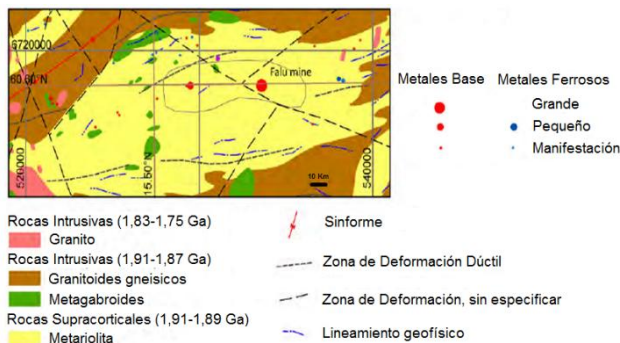 6720000
60.60° N
Falu mine
15.50° N
520000
540000
10 Km
Metales Base
Metales Ferrosos
Grande
Pequeño
Manifestación
Rocas Intrusivas (1,83-1,75 Ga)
Granito
Rocas Intrusivas (1,91-1,87 Ga)
Granitoides gneisicos
Metagabroides
Rocas Supracorticales (1,91-1,89 Ga)
Metariolita
Sinforme
Zona de Deformación Dúctil
Zona de Deformación, sin especificar
Lineamiento geofísico